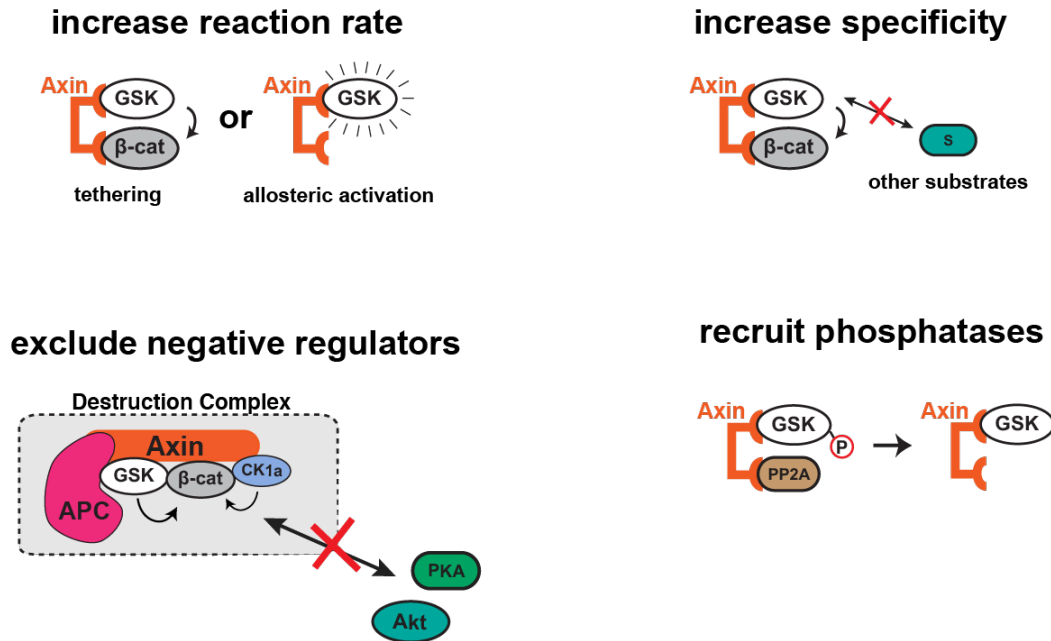 increase reaction rate
Axin
GSK
β-cat
tethering
or
Axin
GSK
allosteric activation
increase specificity
Axin
GSK
β-cat
S
other substrates
exclude negative regulators
Destruction Complex
Axin
GSK
β-cat
CK1a
APC
PKA
Akt
recruit phosphatases
Axin
GSK
P
PP2A
Axin
GSK